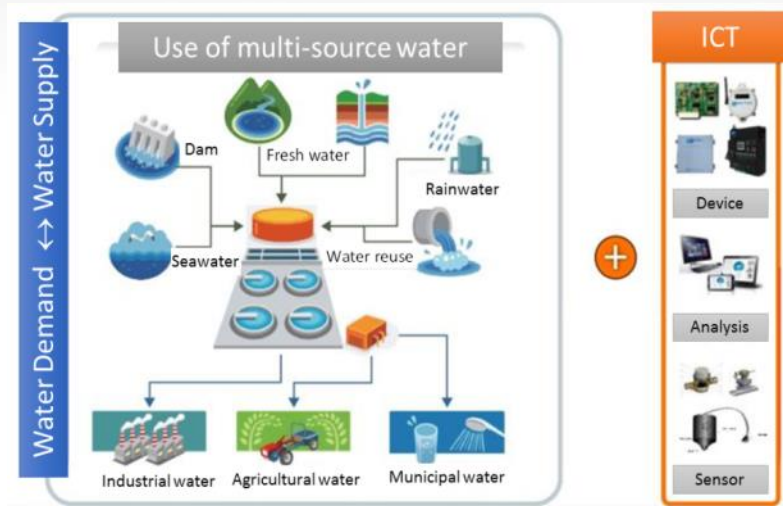 Use of multi-source water
ICT
Water Demand ↔ Water Supply
Dam
Fresh water
Rainwater
Seawater
Water reuse
Device
Analysis
Industrial water
Agricultural water
Municipal water
Sensor